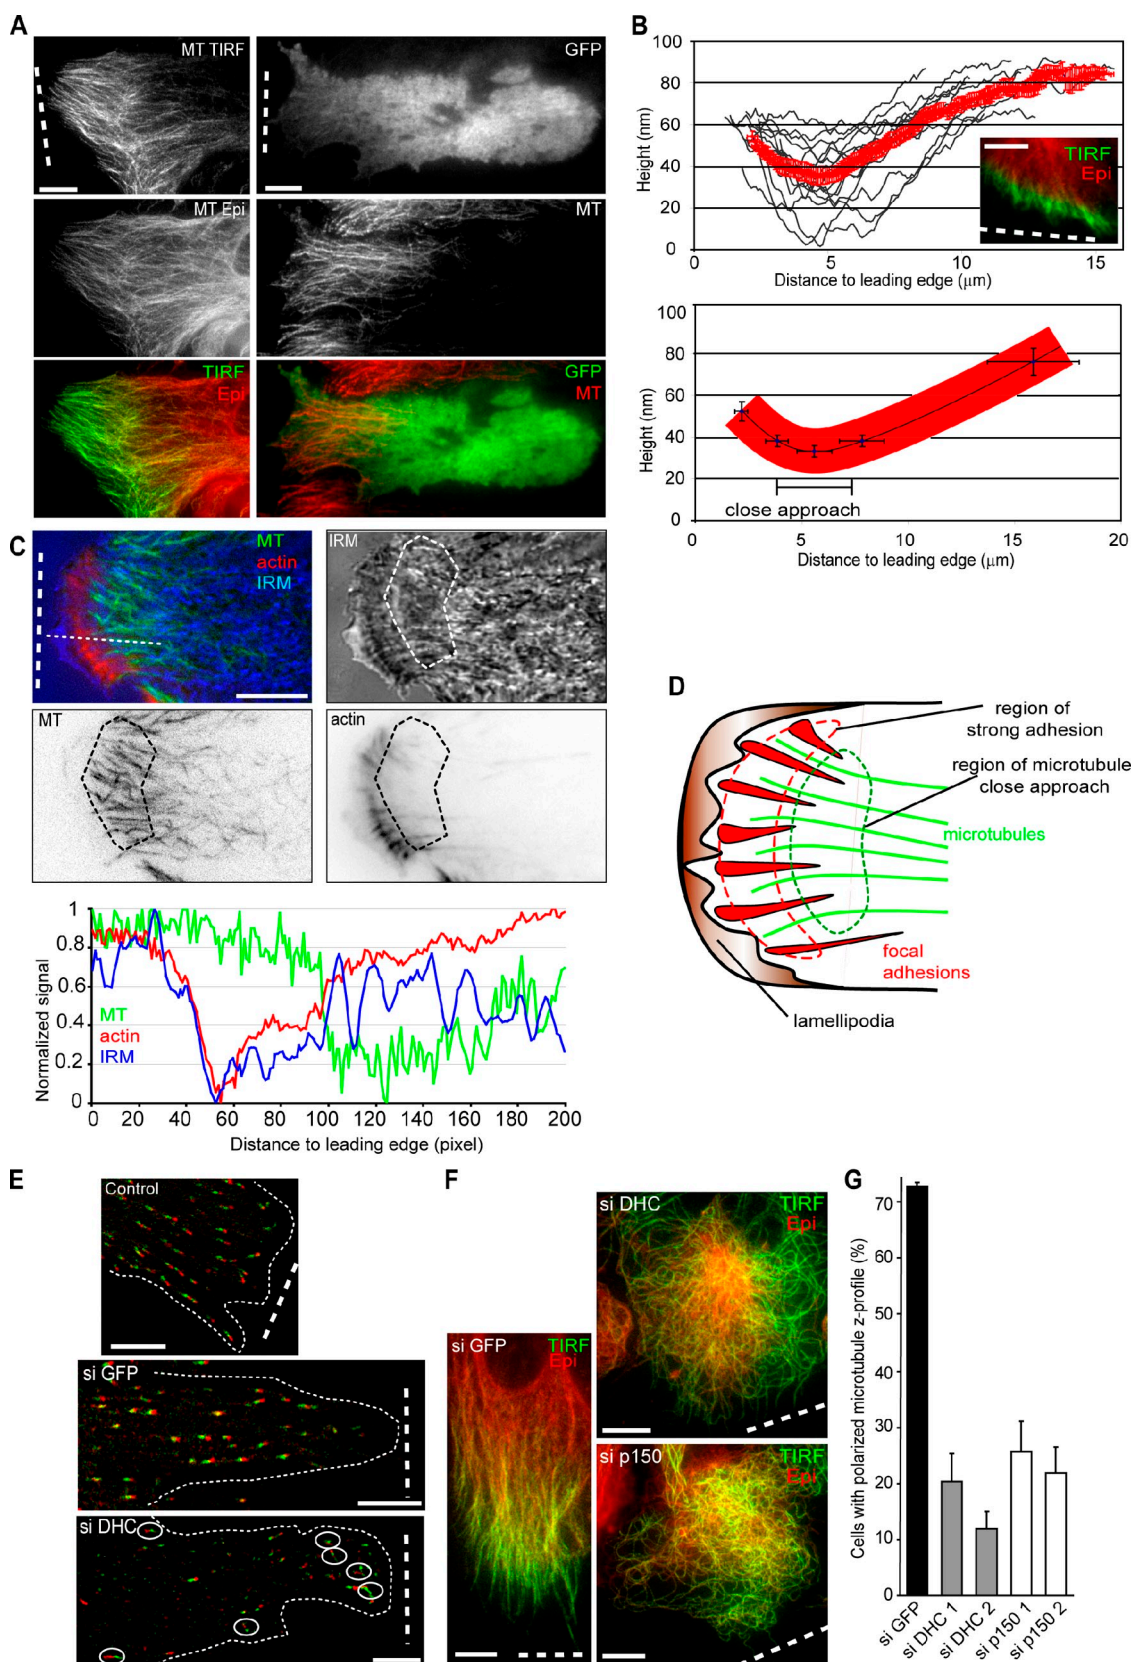 A
MT TIRF
GFP
MT Epi
MT
TIRF
Epi
GFP
MT
B
100
80
60
40
20
0
Height (nm)
TIRF
Epi
0 5 10 15
Distance to leading edge (μm)
100
80
60
40
20
0
Height (nm)
close approach
0 5 10 15 20
Distance to leading edge (μm)
C
MT
actin
IRM
IRM
MT
actin
1
0.8
0.6
0.4
0.2
0
Normalized signal
MT
actin
IRM
0 20 40 60 80 100 120 140 160 180 200
Distance to leading edge (pixel)
D
region of
strong adhesion
region of microtubule
close approach
microtubules
focal
adhesions
lamellipodia
E
Control
si GFP
si DHC
F
si GFP
TIRF
Epi
si DHC
TIRF
Epi
si p150
TIRF
Epi
G
70
60
50
40
30
20
10
0
Cells with polarized microtubule z-profile (%)
si GFP
si DHC 1
si DHC 2
si p150 1
si p150 2